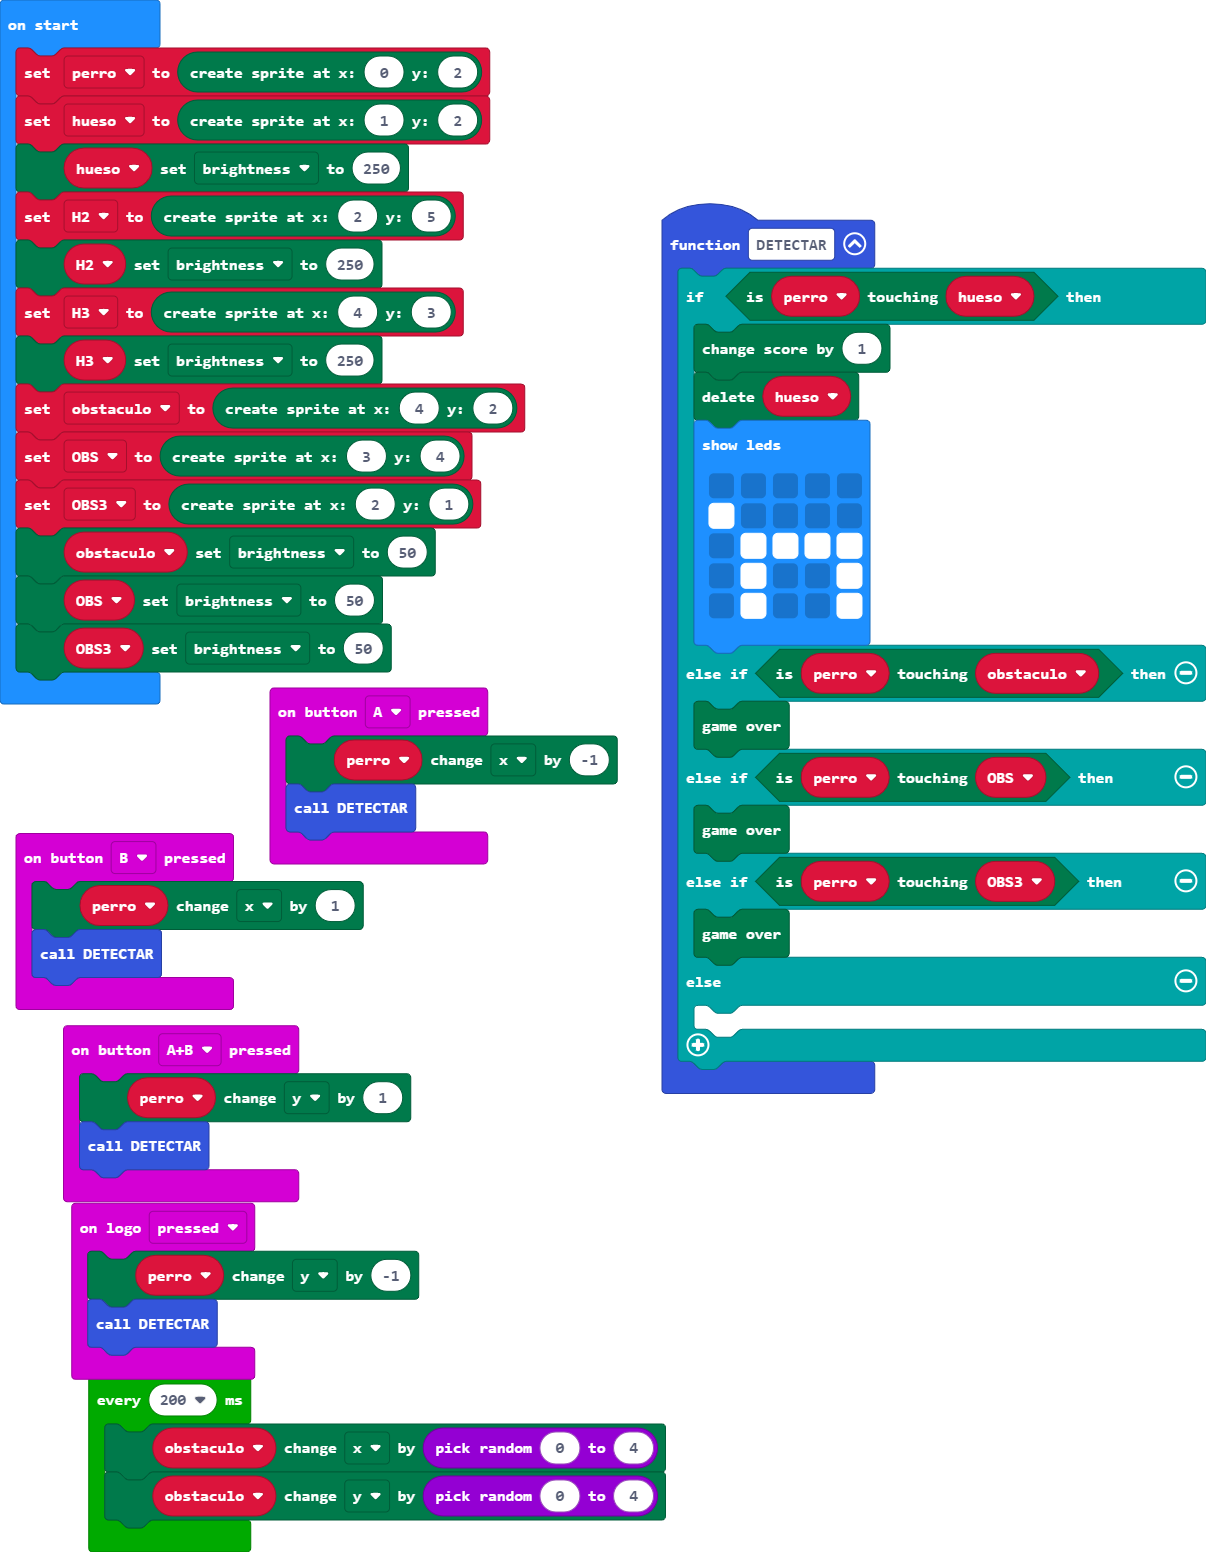 on start
set perro to create sprite at x: 0 y: 2
set hueso to create sprite at x: 1 y: 2
hueso set brightness to 250
set H2 to create sprite at x: 2 y: 5
H2 set brightness to 250
set H3 to create sprite at x: 4 y: 3
H3 set brightness to 250
set obstaculo to create sprite at x: 4 y: 2
set OBS to create sprite at x: 3 y: 4
set OBS3 to create sprite at x: 2 y: 1
obstaculo set brightness to 50
OBS set brightness to 50
OBS3 set brightness to 50
on button A pressed
perro change x by -1
call DETECTAR
on button B pressed
perro change x by 1
call DETECTAR
on button A+B pressed
perro change y by 1
call DETECTAR
on logo pressed
perro change y by -1
call DETECTAR
every 200 ms
obstaculo change x by pick random 0 to 4
obstaculo change y by pick random 0 to 4
function DETECTAR
if is perro touching hueso then
change score by 1
delete hueso
show leds
else if is perro touching obstaculo then
game over
else if is perro touching OBS then
game over
else if is perro touching OBS3 then
game over
else